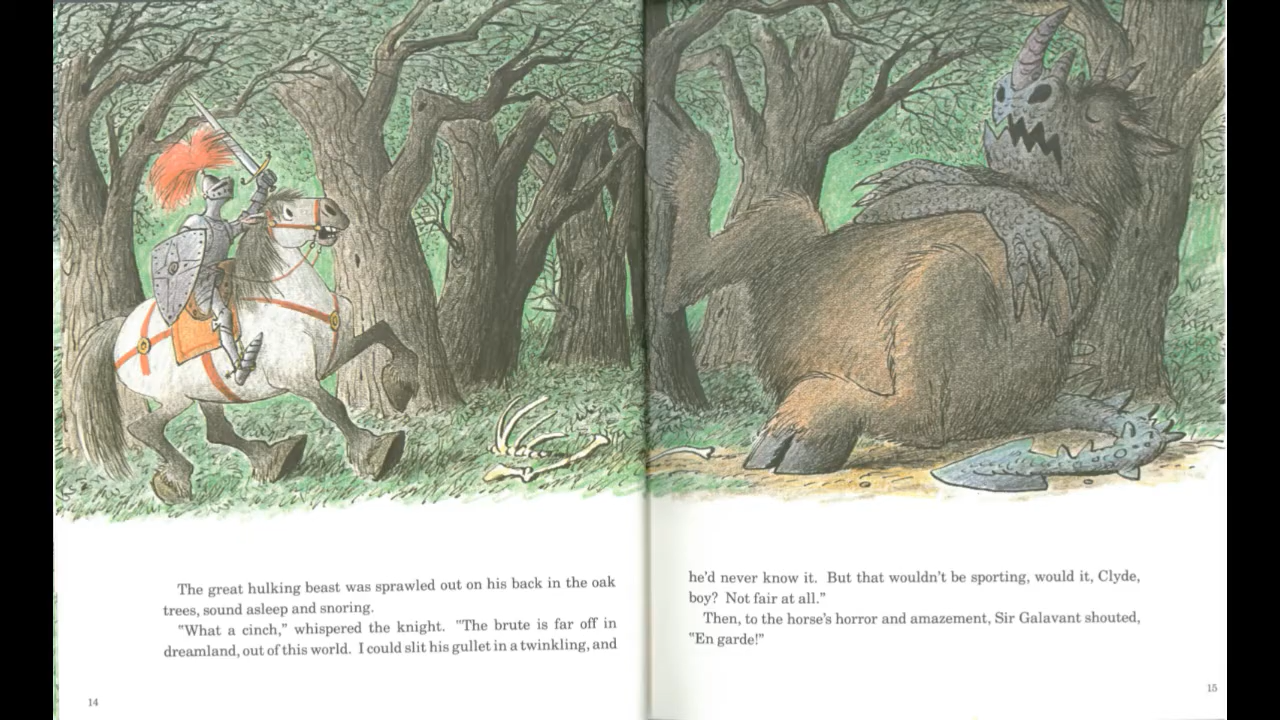 The great hulking beast was sprawled out on his back in the oak
trees, sound asleep and snoring.
"What a cinch," whispered the knight. "The brute is far off in
dreamland, out of this world. I could slit his gullet in a twinkling, and
14
he'd never know it. But that wouldn't be sporting, would it, Clyde,
boy? Not fair at all."
Then, to the horse's horror and amazement, Sir Galavant shouted,
"En garde!"
15